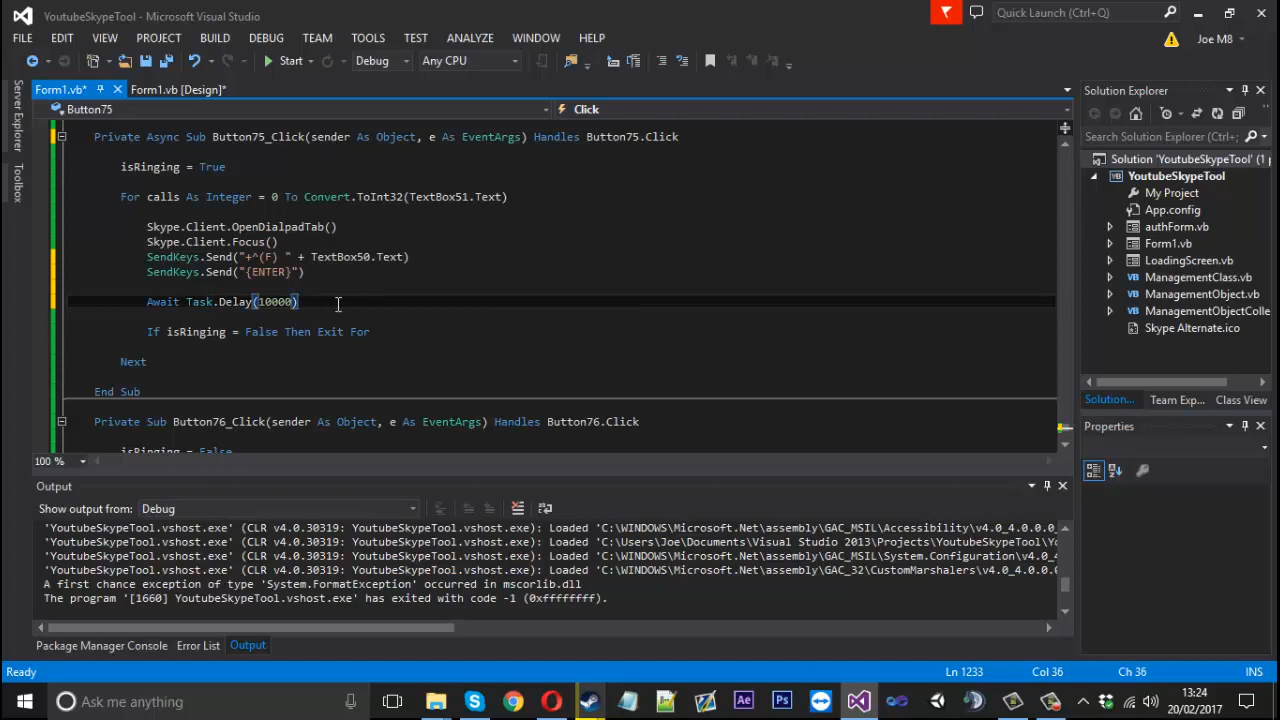 YoutubeSkypeTool - Microsoft Visual Studio
Quick Launch (Ctrl+Q)
FILE EDIT VIEW PROJECT BUILD DEBUG TEAM TOOLS TEST ANALYZE WINDOW HELP
Joe M8
Start Debug Any CPU
Server Explorer
Toolbox
Form1.vb* Form1.vb [Design]*
Button75 Click
Private Async Sub Button75_Click(sender As Object, e As EventArgs) Handles Button75.Click
isRinging = True
For calls As Integer = 0 To Convert.ToInt32(TextBox51.Text)
Skype.Client.OpenDialpadTab()
Skype.Client.Focus()
SendKeys.Send("+^(F) " + TextBox50.Text)
SendKeys.Send("{ENTER}")
Await Task.Delay(10000)
If isRinging = False Then Exit For
Next
End Sub
Private Sub Button76_Click(sender As Object, e As EventArgs) Handles Button76.Click
isRinging = False
100 %
Solution Explorer
Search Solution Explorer (Ctrl+;
Solution 'YoutubeSkypeTool' (1 p
YoutubeSkypeTool
My Project
App.config
authForm.vb
Form1.vb
LoadingScreen.vb
ManagementClass.vb
ManagementObject.vb
ManagementObjectColle
Skype Alternate.ico
Solution... Team Exp... Class View
Properties
Output
Show output from: Debug
'YoutubeSkypeTool.vshost.exe' (CLR v4.0.30319: YoutubeSkypeTool.vshost.exe): Loaded 'C:\WINDOWS\Microsoft.Net\assembly\GAC_MSIL\Accessibility\v4.0_4.0.0.0
'YoutubeSkypeTool.vshost.exe' (CLR v4.0.30319: YoutubeSkypeTool.vshost.exe): Loaded 'C:\Users\Joe\Documents\Visual Studio 2013\Projects\YoutubeSkypeTool\Yo
'YoutubeSkypeTool.vshost.exe' (CLR v4.0.30319: YoutubeSkypeTool.vshost.exe): Loaded 'C:\WINDOWS\Microsoft.Net\assembly\GAC_MSIL\System.Configuration\v4.0_4
'YoutubeSkypeTool.vshost.exe' (CLR v4.0.30319: YoutubeSkypeTool.vshost.exe): Loaded 'C:\WINDOWS\Microsoft.Net\assembly\GAC_32\CustomMarshalers\v4.0_4.0.0.0
A first chance exception of type 'System.FormatException' occurred in mscorlib.dll
The program '[1660] YoutubeSkypeTool.vshost.exe' has exited with code -1 (0xffffffff).
Package Manager Console Error List Output
Ready Ln 1233 Col 36 Ch 36 INS
Ask me anything
13:24
20/02/2017